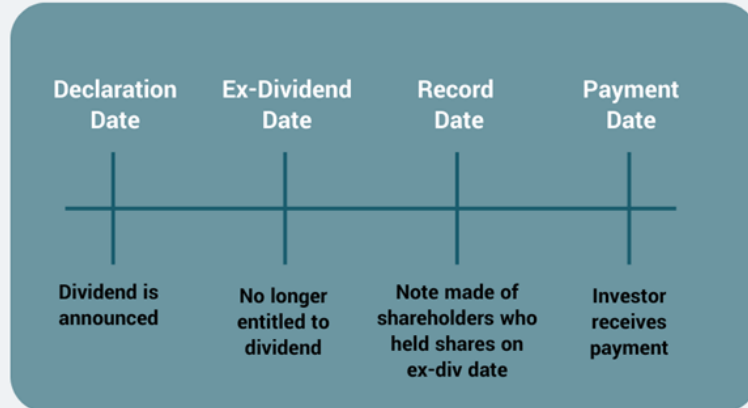 Declaration
Date
Ex-Dividend
Date
Record
Date
Payment
Date
Dividend is
announced
No longer
entitled to
dividend
Note made of
shareholders who
held shares on
ex-div date
Investor
receives
payment